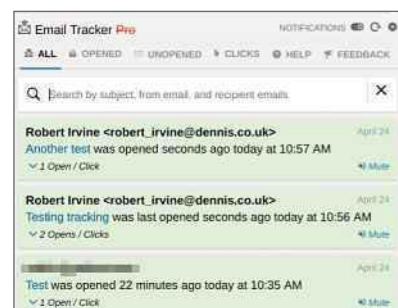 Email Tracker Pro NOTIFICATIONS
ALL OPENED UNOPENED CLICKS HELP FEEDBACK
Search by subject, from email, and recipient emails.
Robert Irvine <robert_irvine@dennis.co.uk> April 24
Another test was opened seconds ago today at 10:57 AM
1 Open / Click Mute
Robert Irvine <robert_irvine@dennis.co.uk> April 24
Testing tracking was last opened seconds ago today at 10:56 AM
2 Opens / Clicks Mute
April 24
Test was opened 22 minutes ago today at 10:35 AM
1 Open / Click Mute